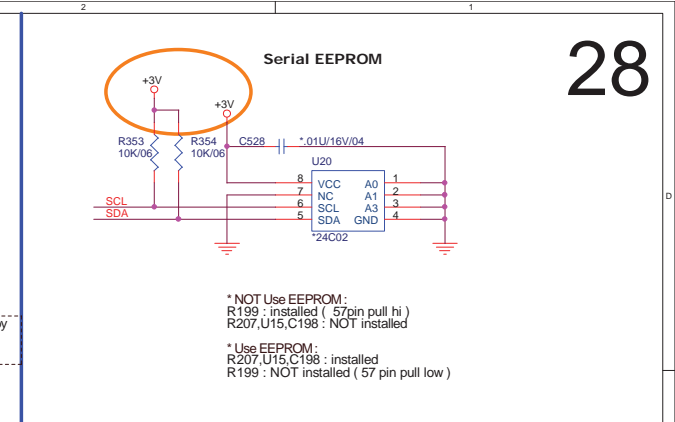 2
1
Serial EEPROM
28
+3V
+3V
R353
10K/06
R354
10K/06
C528
*.01U/16V/04
U20
8
VCC
A0
1
7
NC
A1
2
6
SCL
A3
3
5
SDA
GND
4
*24C02
SCL
SDA
D
* NOT Use EEPROM :
R199 : installed ( 57pin pull hi )
R207,U15,C198 : NOT installed
* Use EEPROM :
R207,U15,C198 : installed
R199 : NOT installed ( 57 pin pull low )